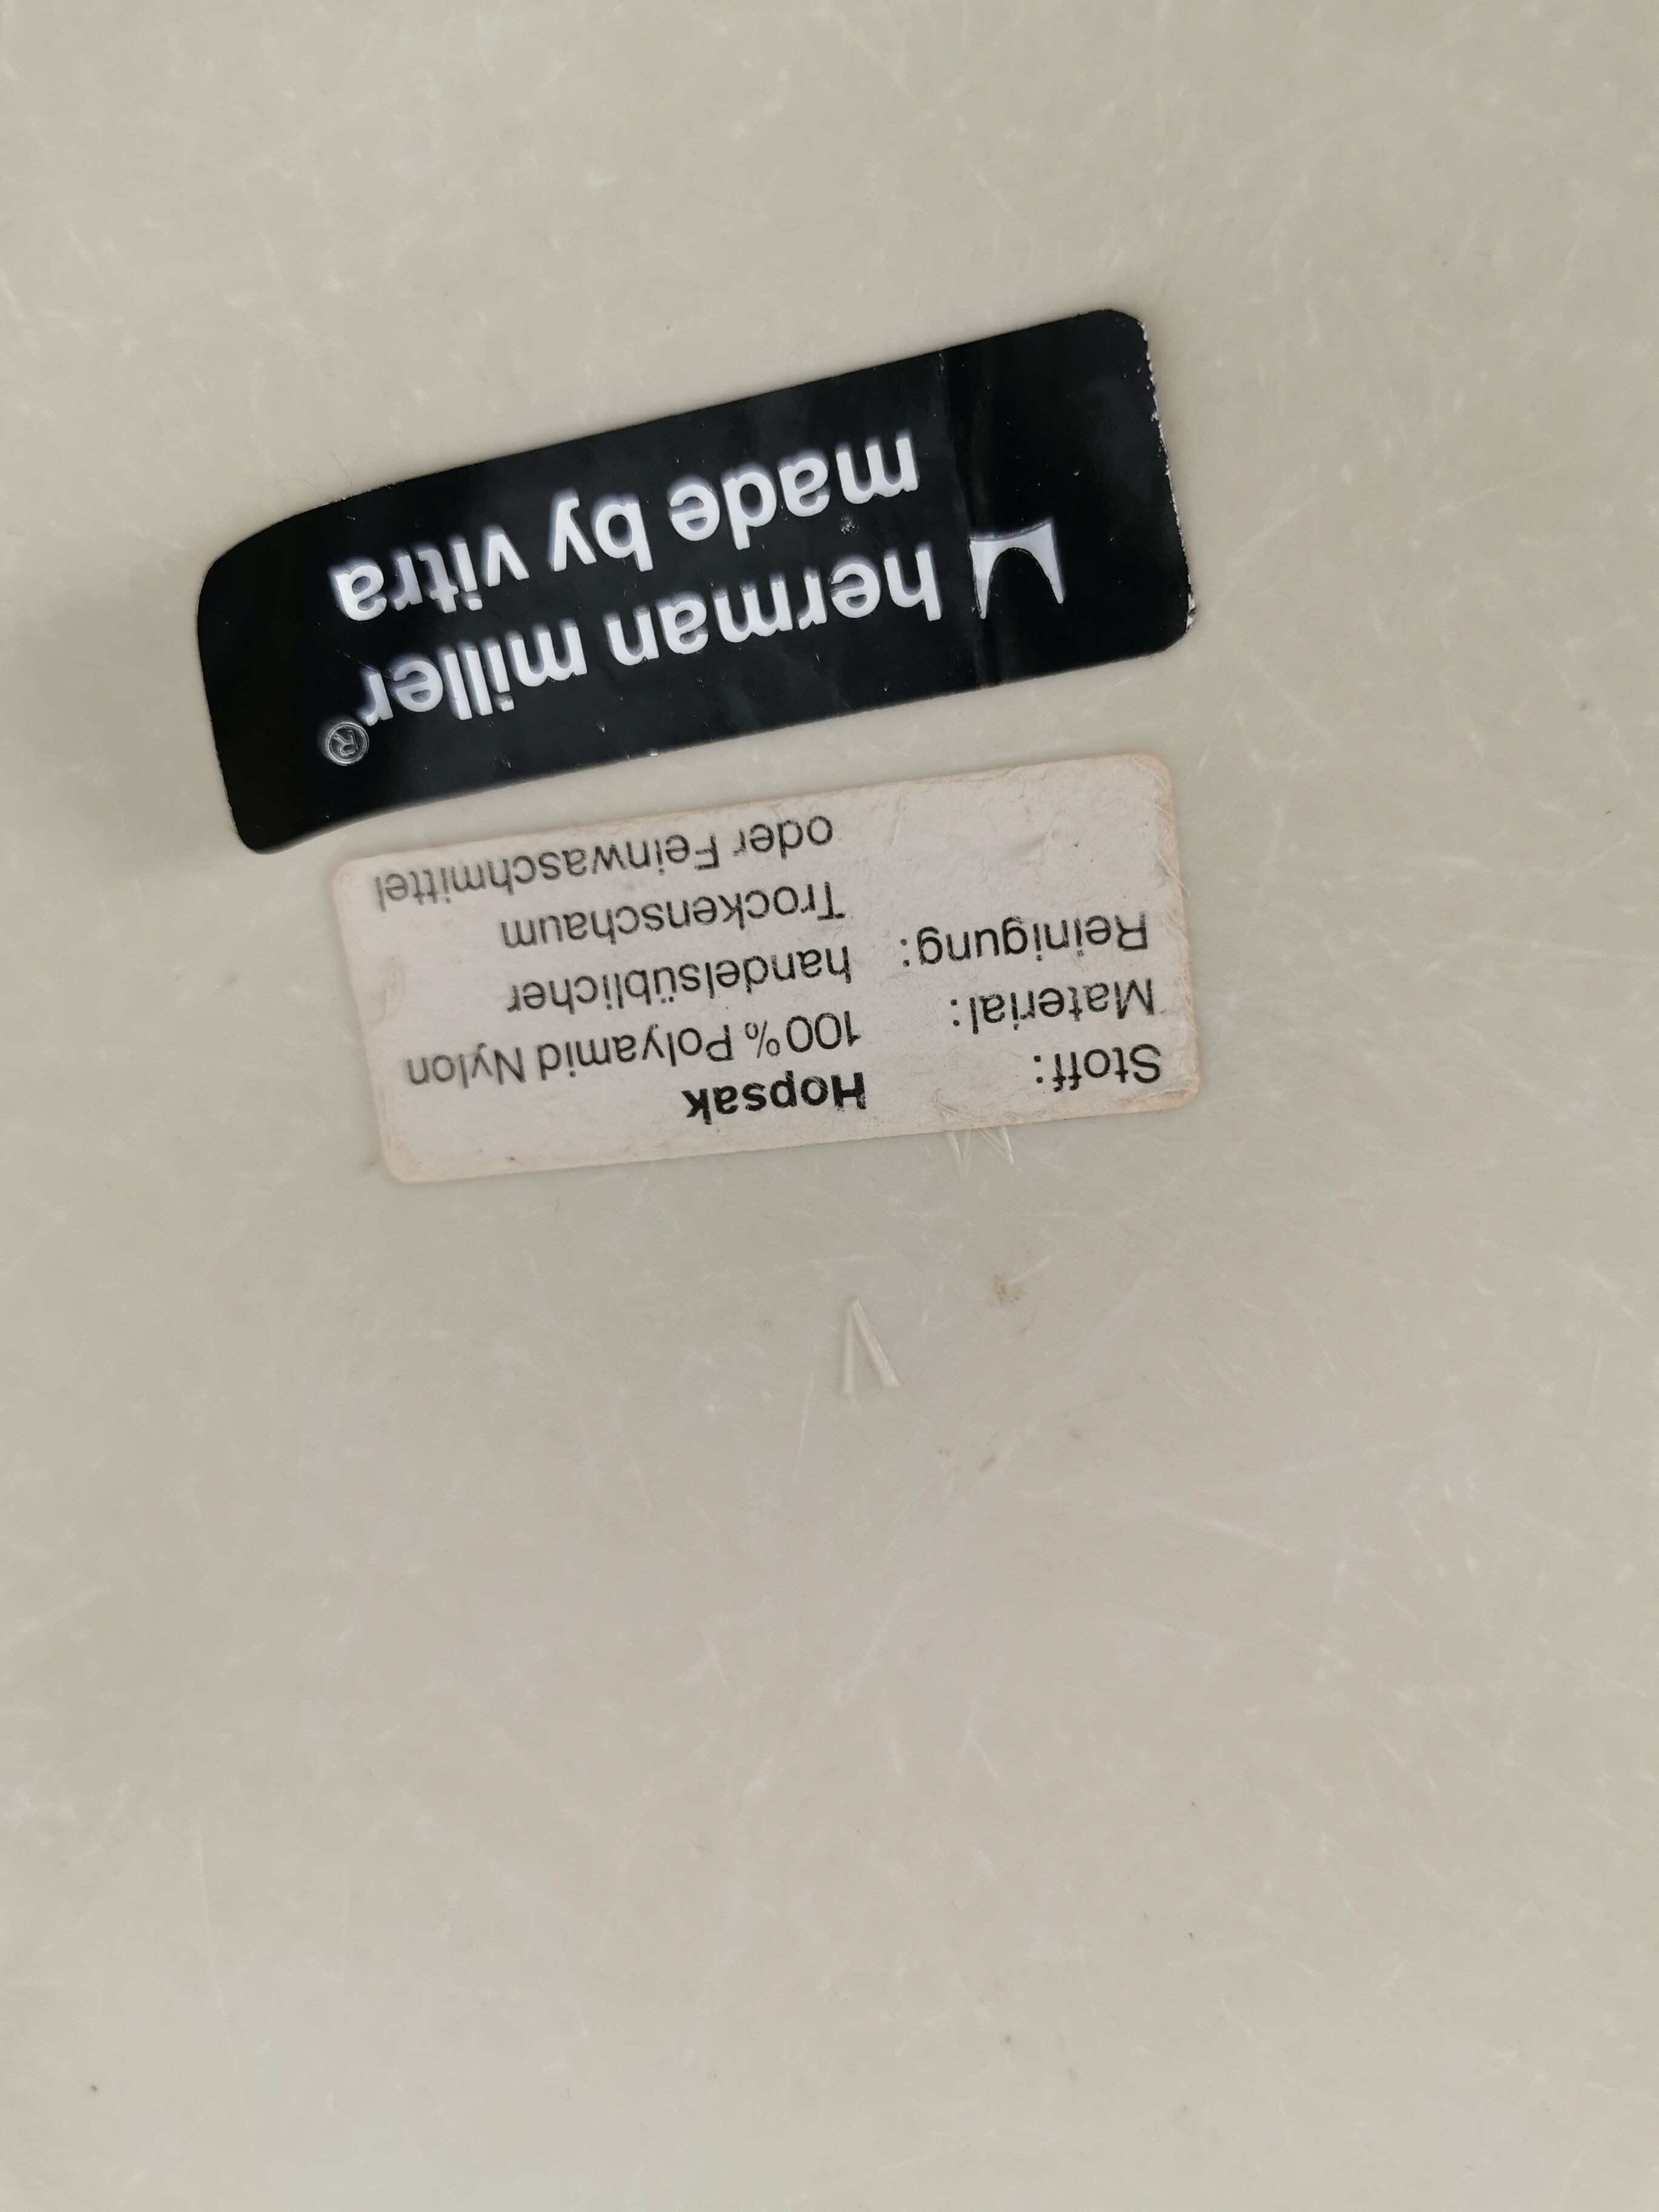 herman miller®
made by vitra
Stoff: Hopsak
Material: 100% Polyamid Nylon
Reinigung: handelsüblicher
Trockenschaum
oder Feinwaschmittel